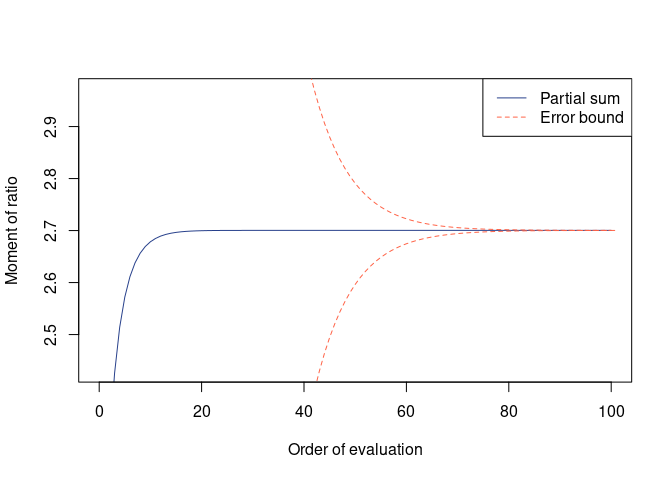 Partial sum
Error bound
Moment of ratio
2.9
2.8
2.7
2.6
2.5
0 20 40 60 80 100
Order of evaluation